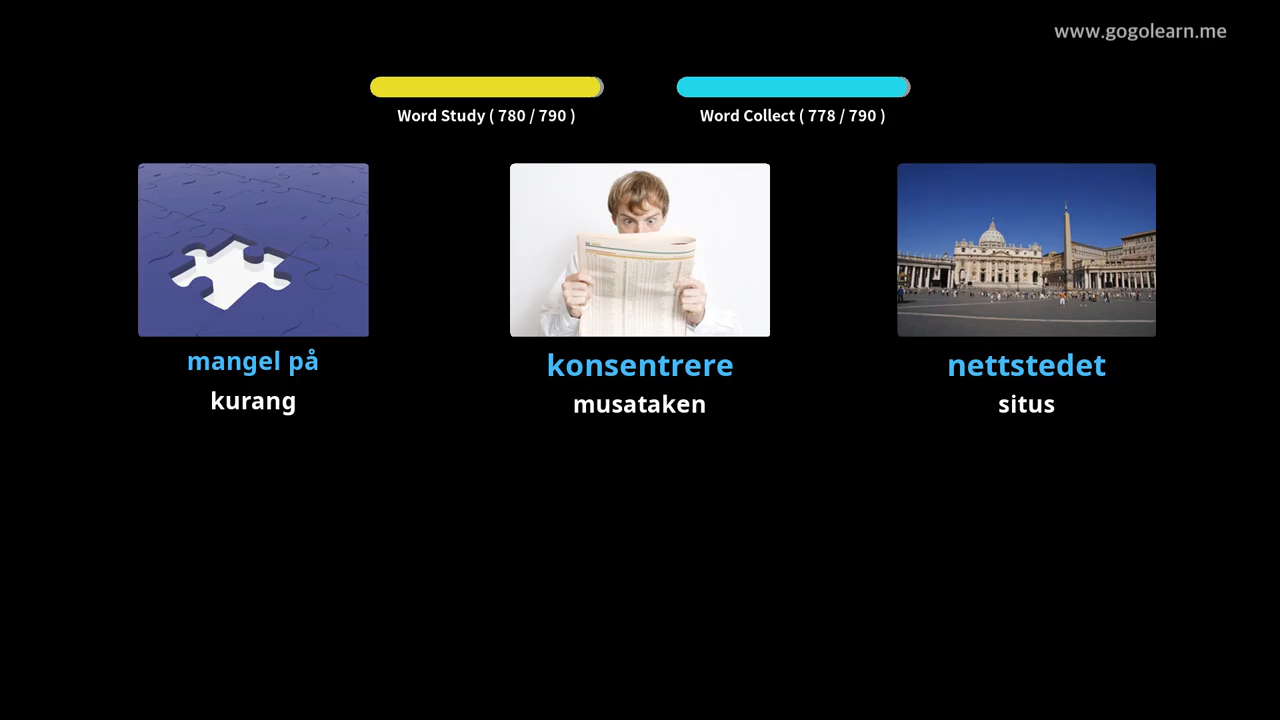 www.gogolearn.me
Word Study ( 780 / 790 )
Word Collect ( 778 / 790 )
mangel på
kurang
konsentrere
musataken
nettstedet
situs